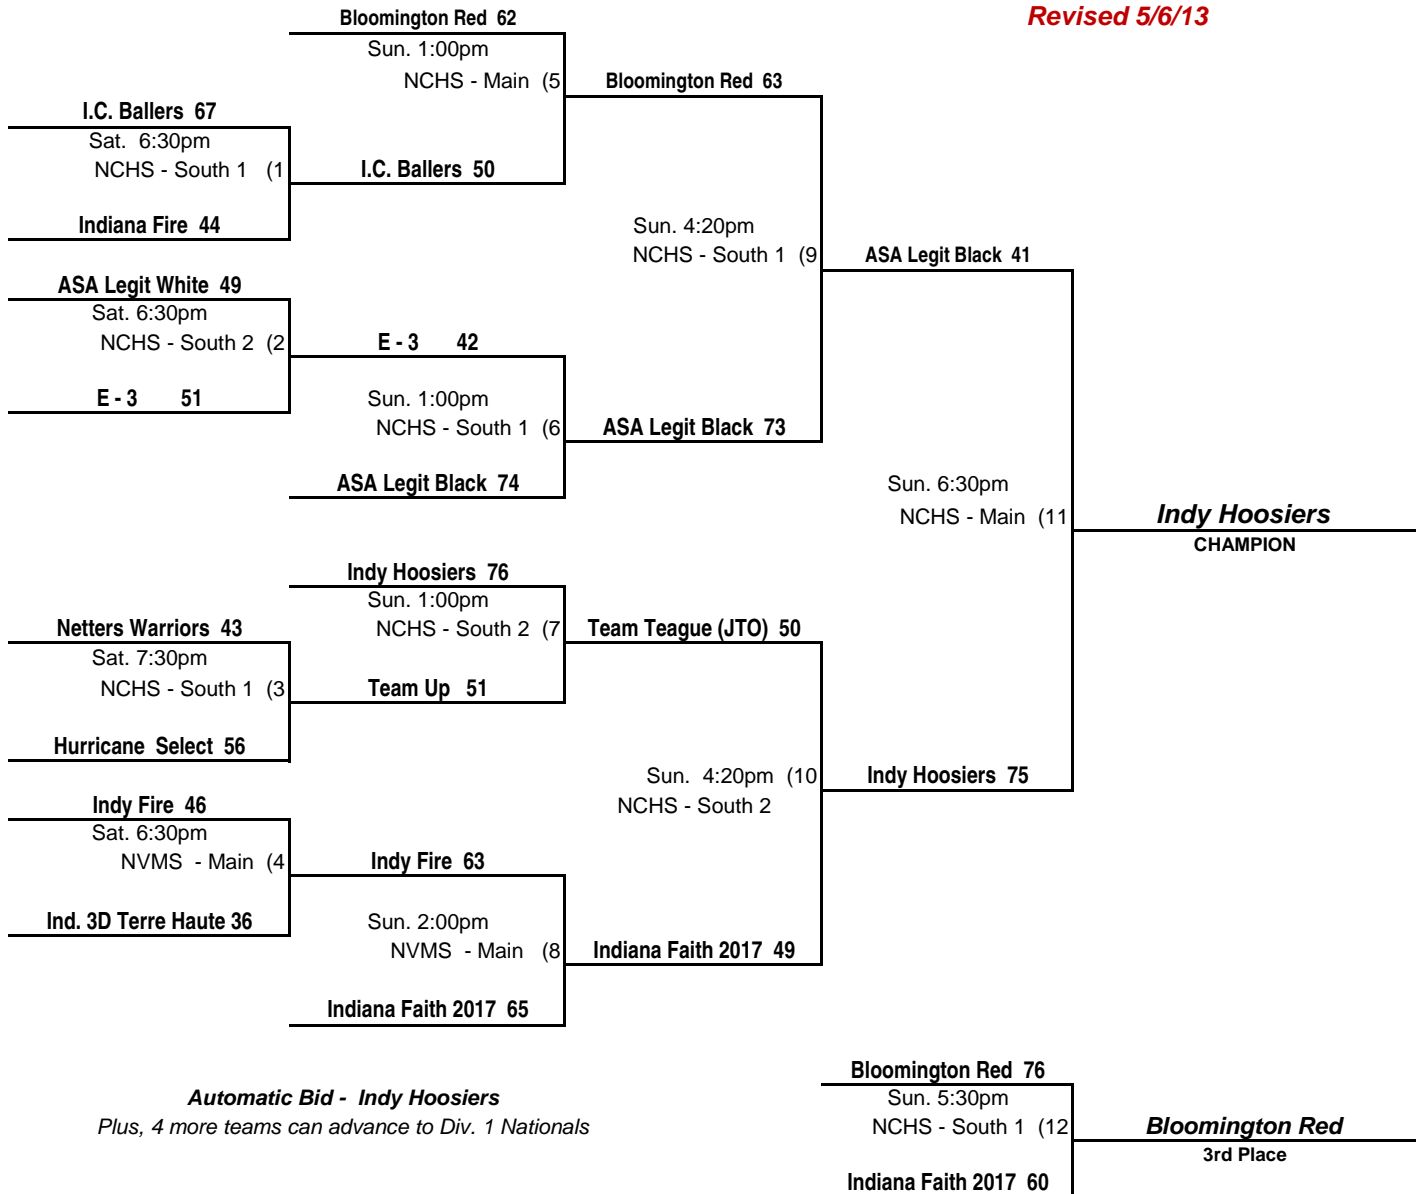 Bloomington Red 62
Revised 5/6/13
Sun. 1:00pm
NCHS - Main (5
Bloomington Red 63
I.C. Ballers 67
Sat. 6:30pm
NCHS - South 1 (1
I.C. Ballers 50
Indiana Fire 44
Sun. 4:20pm
NCHS - South 1 (9
ASA Legit Black 41
ASA Legit White 49
Sat. 6:30pm
NCHS - South 2 (2
E - 3 42
E - 3 51
Sun. 1:00pm
NCHS - South 1 (6
ASA Legit Black 73
ASA Legit Black 74
Sun. 6:30pm
NCHS - Main (11
Indy Hoosiers
CHAMPION
Indy Hoosiers 76
Sun. 1:00pm
NCHS - South 2 (7
Team Teague (JTO) 50
Netters Warriors 43
Sat. 7:30pm
NCHS - South 1 (3
Team Up 51
Hurricane Select 56
Sun. 4:20pm (10
NCHS - South 2
Indy Hoosiers 75
Indy Fire 46
Sat. 6:30pm
NVMS - Main (4
Indy Fire 63
Ind. 3D Terre Haute 36
Sun. 2:00pm
NVMS - Main (8
Indiana Faith 2017 49
Indiana Faith 2017 65
Bloomington Red 76
Sun. 5:30pm
NCHS - South 1 (12
Bloomington Red
3rd Place
Indiana Faith 2017 60
Automatic Bid - Indy Hoosiers
Plus, 4 more teams can advance to Div. 1 Nationals